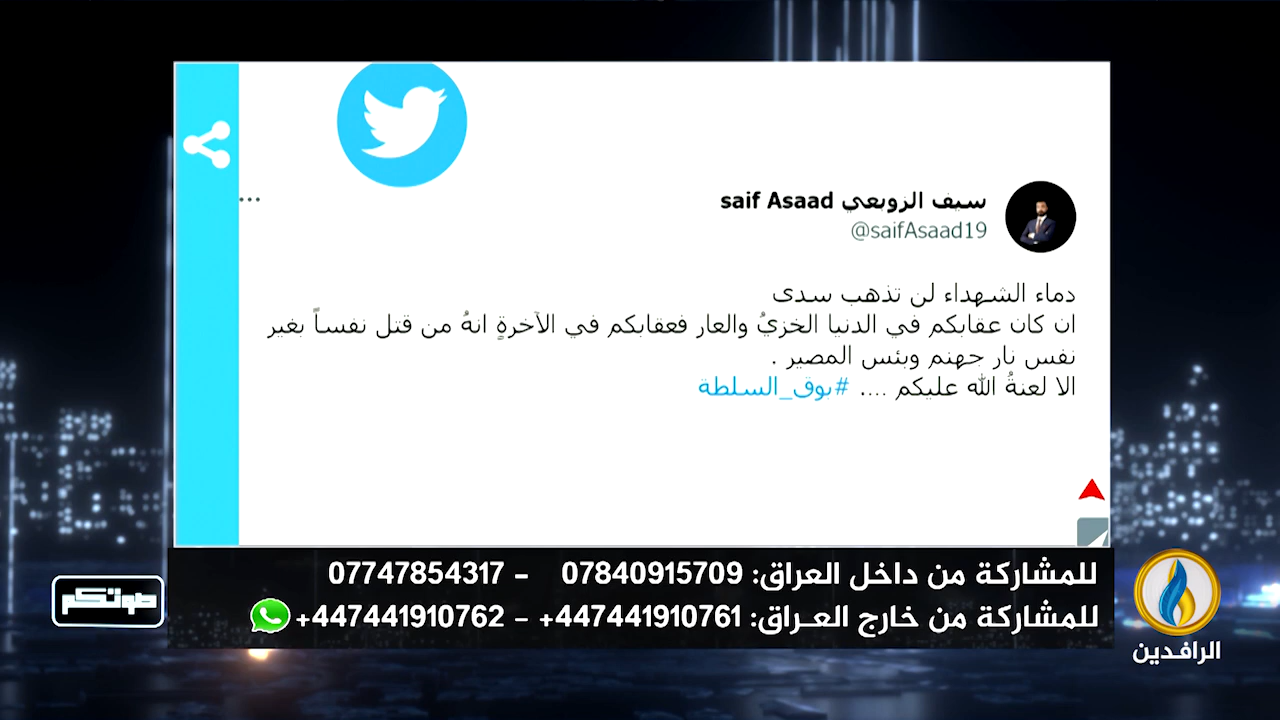 سيف الزوبعي saif Asaad
@saifAsaad19
...
دماء الشهداء لن تذهب سدى
ان كان عقابكم في الدنيا الخزيُ والعار فعقابكم في الآخرةِ انهُ من قتل نفساً بغير
نفس نار جهنم وبئس المصير .
الا لعنةُ الله عليكم .... #بوق_السلطة
للمشاركة من داخل العراق: 07840915709 - 07747854317
للمشاركة من خارج العراق: 447441910761+ - 447441910762+
صوتكم
الرافدين